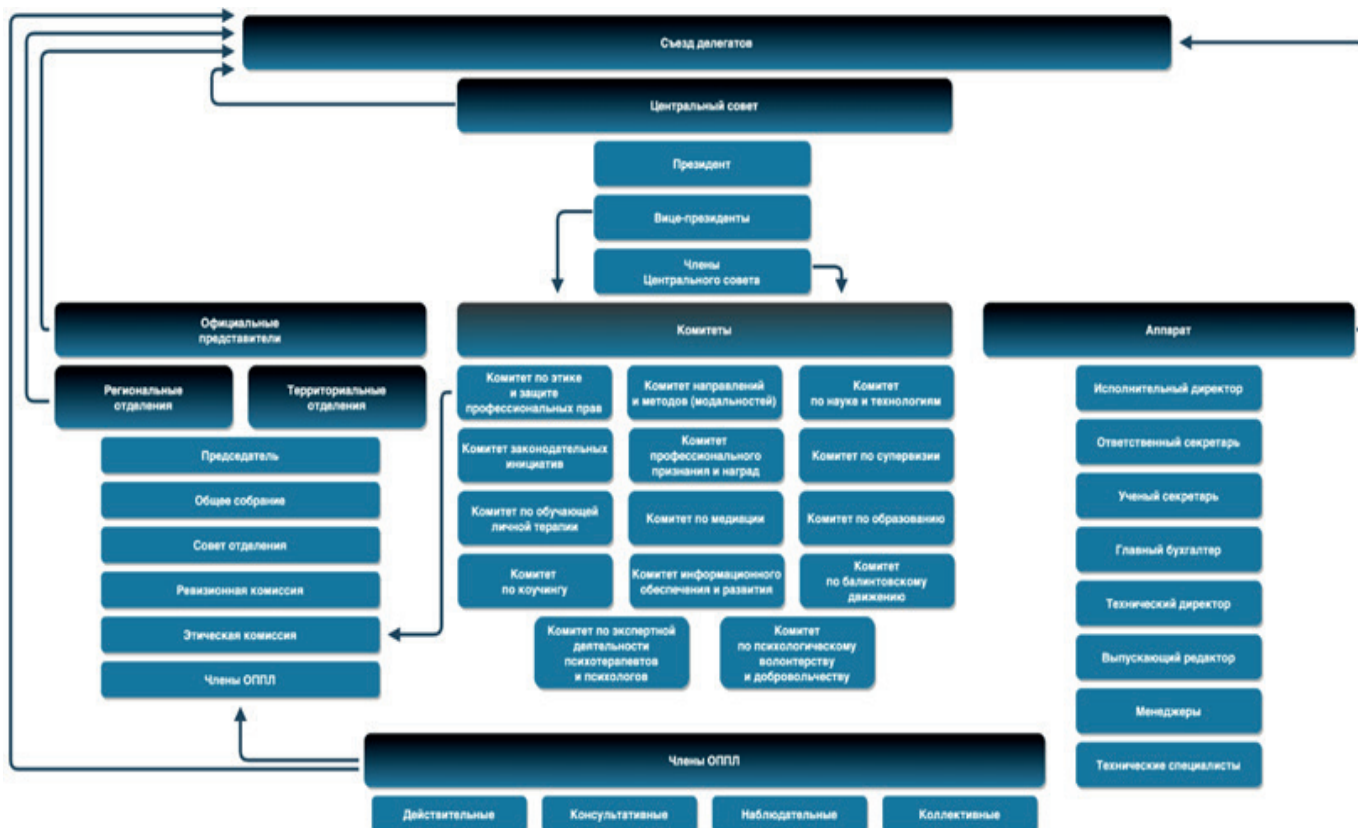 Съезд делегатов
Центральный совет
Президент
Вице-президенты
Члены
Центрального совета
Официальные
представители
Региональные
отделения
Территориальные
отделения
Председатель
Общее собрание
Совет отделения
Ревизионная комиссия
Этическая комиссия
Члены ОППЛ
Комитеты
Комитет по этике
и защите
профессиональных прав
Комитет направлений
и методов (модальностей)
Комитет
по науке и технологиям
Комитет законодательных
инициатив
Комитет
профессионального
признания и наград
Комитет по супервизии
Комитет по обучающей
личной терапии
Комитет по медиации
Комитет по образованию
Комитет
по коучингу
Комитет информационного
обеспечения и развития
Комитет
по балинтовскому
движению
Комитет по экспертной
деятельности
психотерапевтов
и психологов
Комитет
по психологическому
волонтерству
и добровольчеству
Аппарат
Исполнительный директор
Ответственный секретарь
Ученый секретарь
Главный бухгалтер
Технический директор
Выпускающий редактор
Менеджеры
Технические специалисты
Члены ОППЛ
Действительные
Консультативные
Наблюдательные
Коллективные